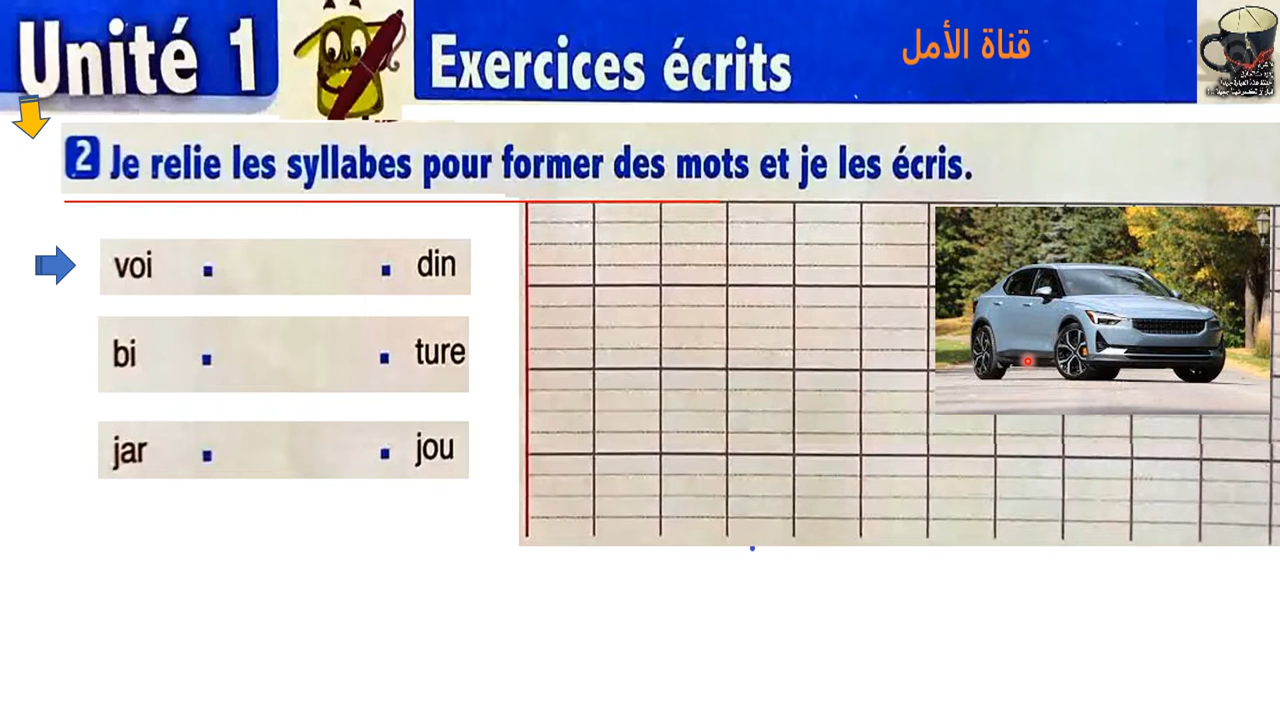 Unité 1
Exercices écrits
قناة الأمل
2 Je relie les syllabes pour former des mots et je les écris.
voi din
bi ture
jar jou